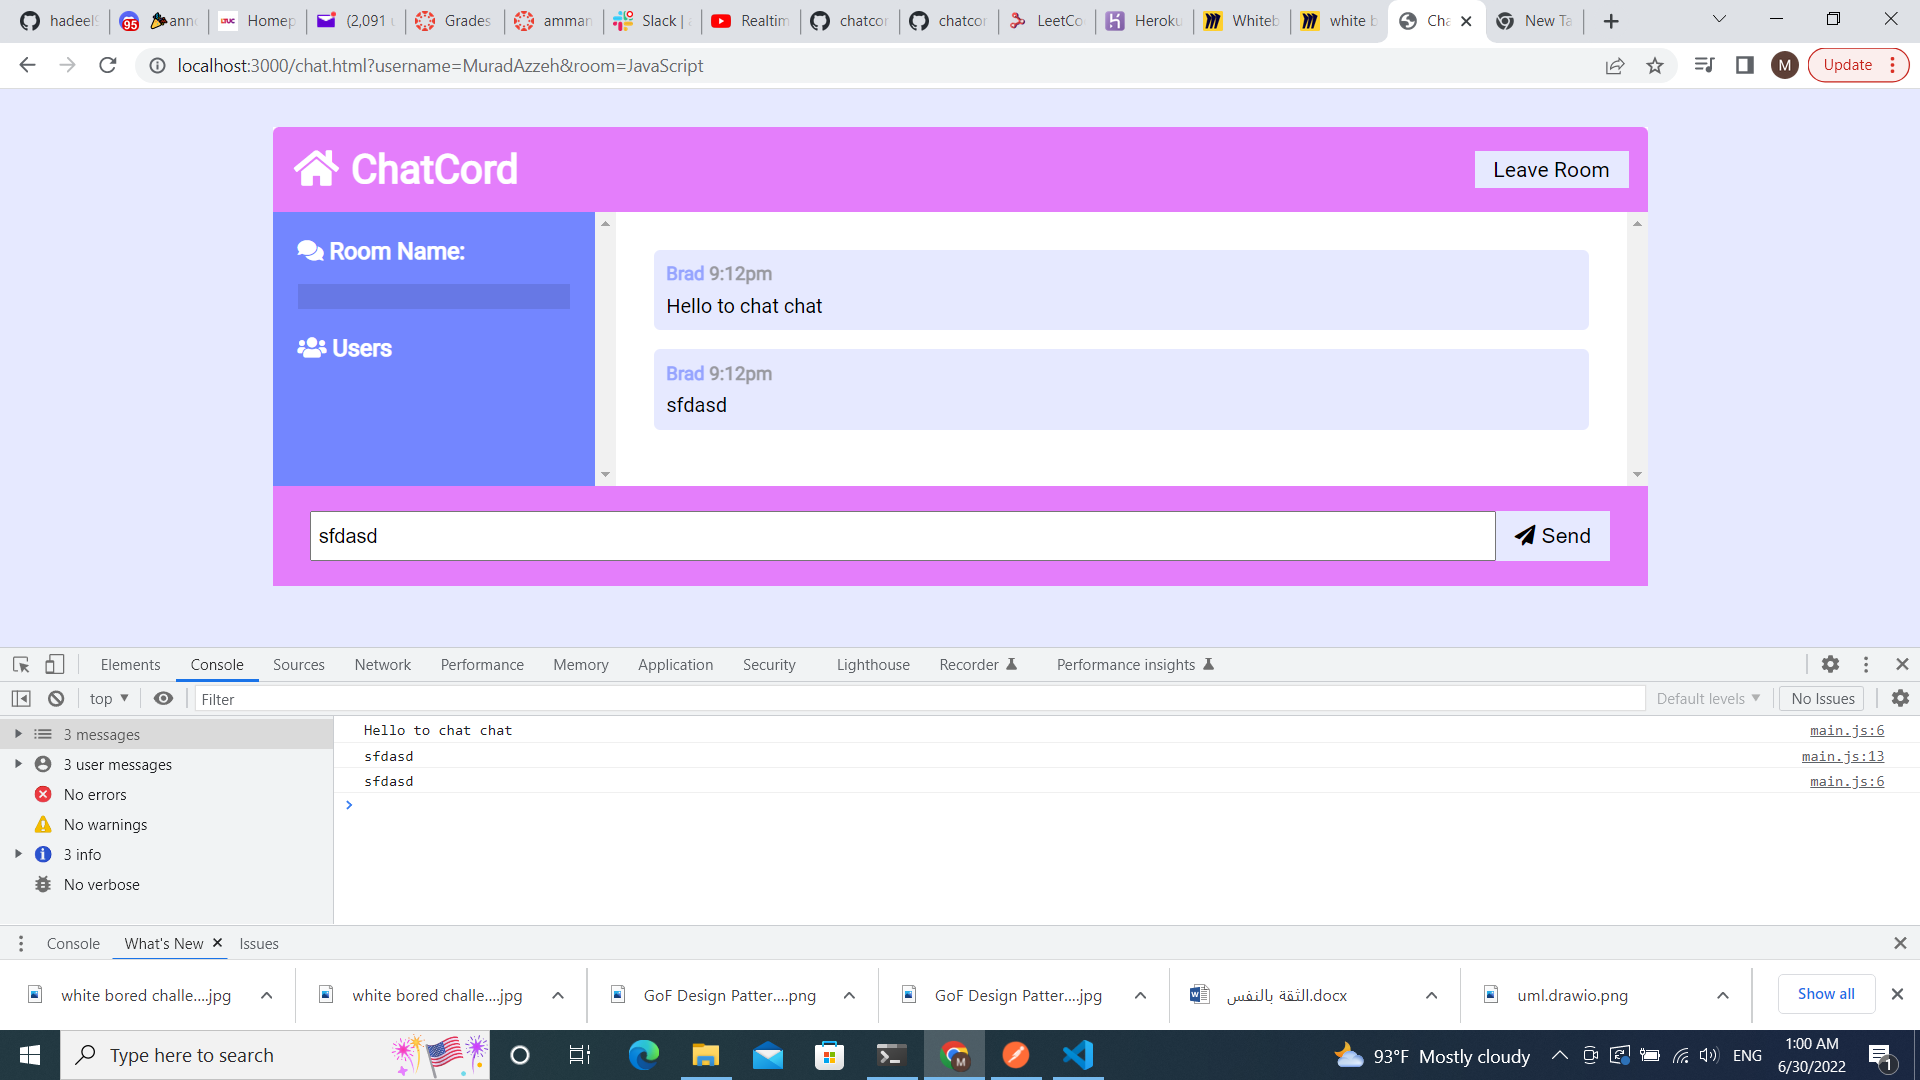 hadeel9
95
anno
LTUC
Homep
(2,091 u
Grades
amman
Slack | a
Realtim
chatcor
chatcor
LeetCo
Heroku
Whiteb
white b
Cha
New Ta
localhost:3000/chat.html?username=MuradAzzeh&room=JavaScript
M
Update
ChatCord
Leave Room
Room Name:
Users
Brad 9:12pm
Hello to chat chat
Brad 9:12pm
sfdasd
sfdasd
Send
Elements Console Sources Network Performance Memory Application Security Lighthouse Recorder Performance insights
top
Filter
Default levels
No Issues
3 messages
3 user messages
No errors
No warnings
3 info
No verbose
Hello to chat chat main.js:6
sfdasd main.js:13
sfdasd main.js:6
Console What's New Issues
white bored challe....jpg
white bored challe....jpg
GoF Design Patter....png
GoF Design Patter....jpg
الثقة بالنفس.docx
uml.drawio.png
Show all
Type here to search
M
93°F Mostly cloudy
ENG
1:00 AM
6/30/2022
1